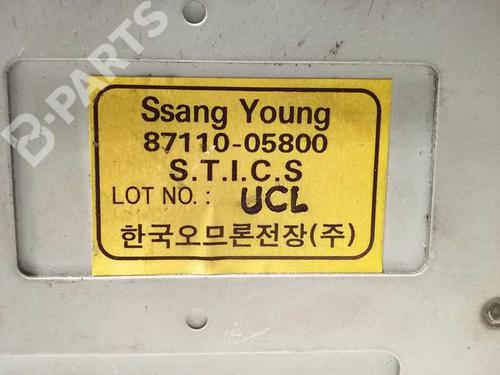 B-PARTS
Ssang Young
87110-05800
S.T.I.C.S
LOT NO.: UCL
한국오므론전장(주)